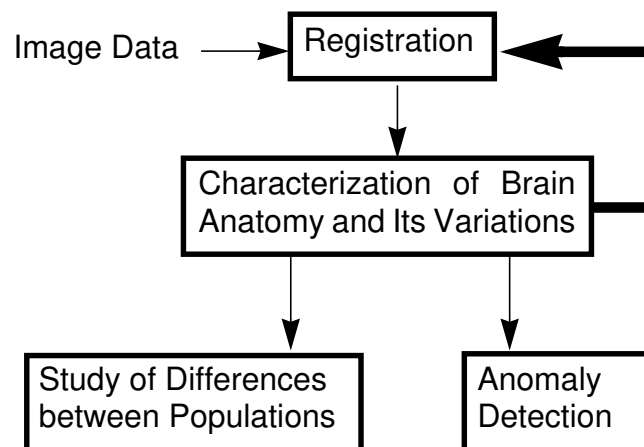 Image Data
Registration
Characterization of Brain
Anatomy and Its Variations
Study of Differences
between Populations
Anomaly
Detection